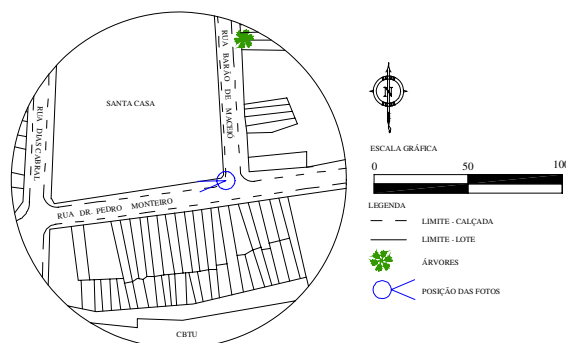 SANTA CASA
RUA BARÃO DE MACEIÓ
RUA DIAS CABRAL
RUA DR. PEDRO MONTEIRO
CBTU
N
ESCALA GRÁFICA
0 50 100
LEGENDA
LIMITE - CALÇADA
LIMITE - LOTE
ÁRVORES
POSIÇÃO DAS FOTOS